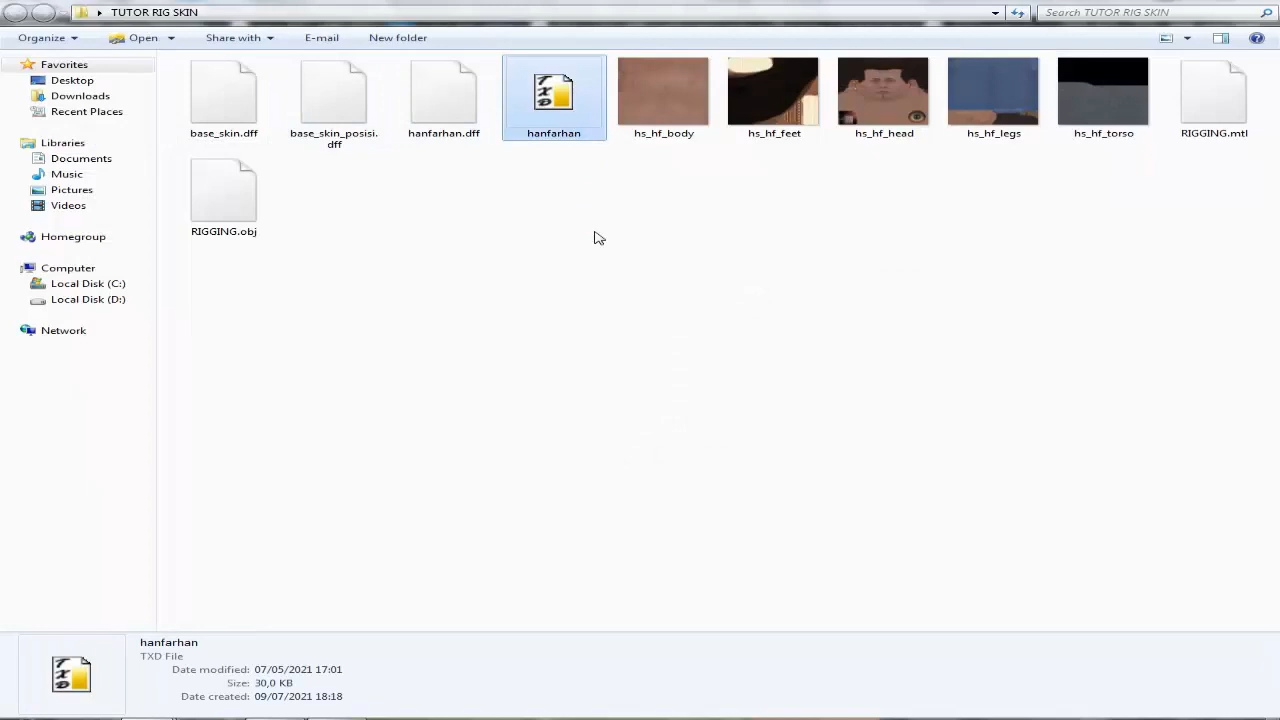 TUTOR RIG SKIN
Search TUTOR RIG SKIN
Organize
Open
Share with
E-mail
New folder
Favorites
Desktop
Downloads
Recent Places
Libraries
Documents
Music
Pictures
Videos
Homegroup
Computer
Local Disk (C:)
Local Disk (D:)
Network
base_skin.dff
base_skin_posisi.
dff
hanfarhan.dff
TXD
hanfarhan
hs_hf_body
hs_hf_feet
hs_hf_head
hs_hf_legs
hs_hf_torso
RIGGING.mtl
RIGGING.obj
TXD
hanfarhan
TXD File
Date modified: 07/05/2021 17:01
Size: 30,0 KB
Date created: 09/07/2021 18:18